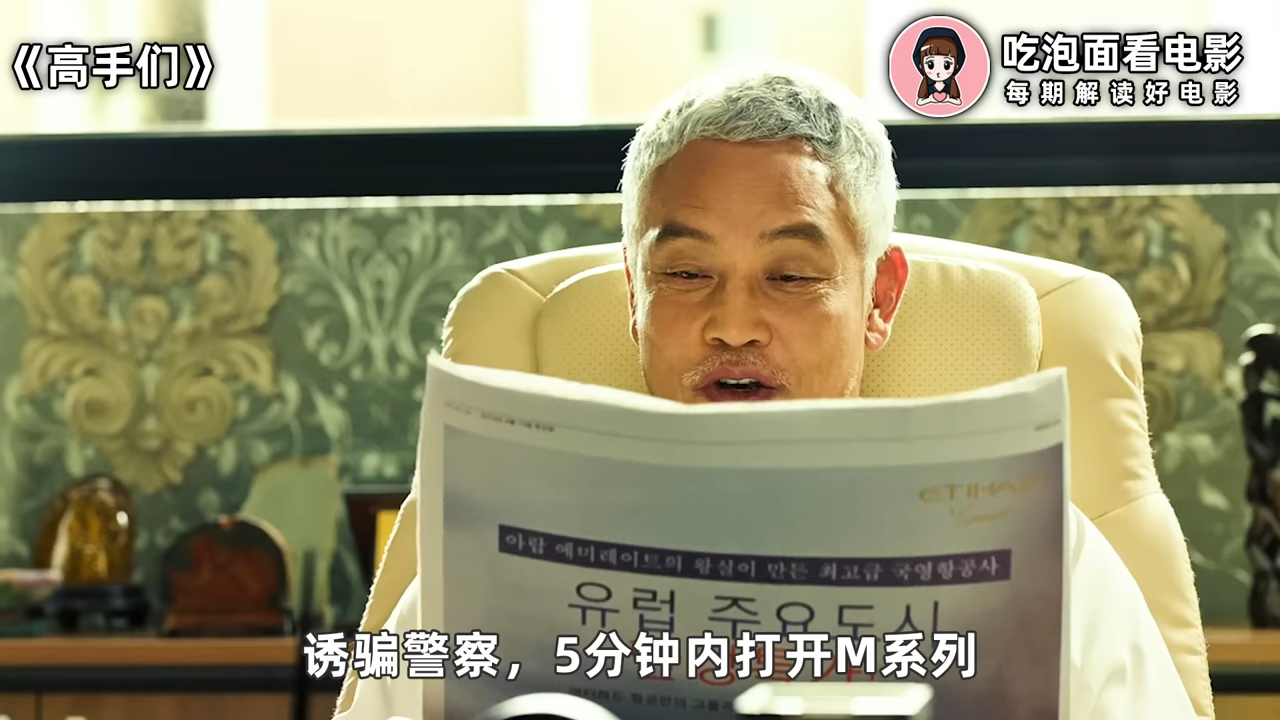 《高手们》
吃泡面看电影
每期解读好电影
ETIHAD
아랍 에미레이트의 왕실이 만든 최고급 국영항공사
유럽 주요도시
诱骗警察，5分钟内打开M系列